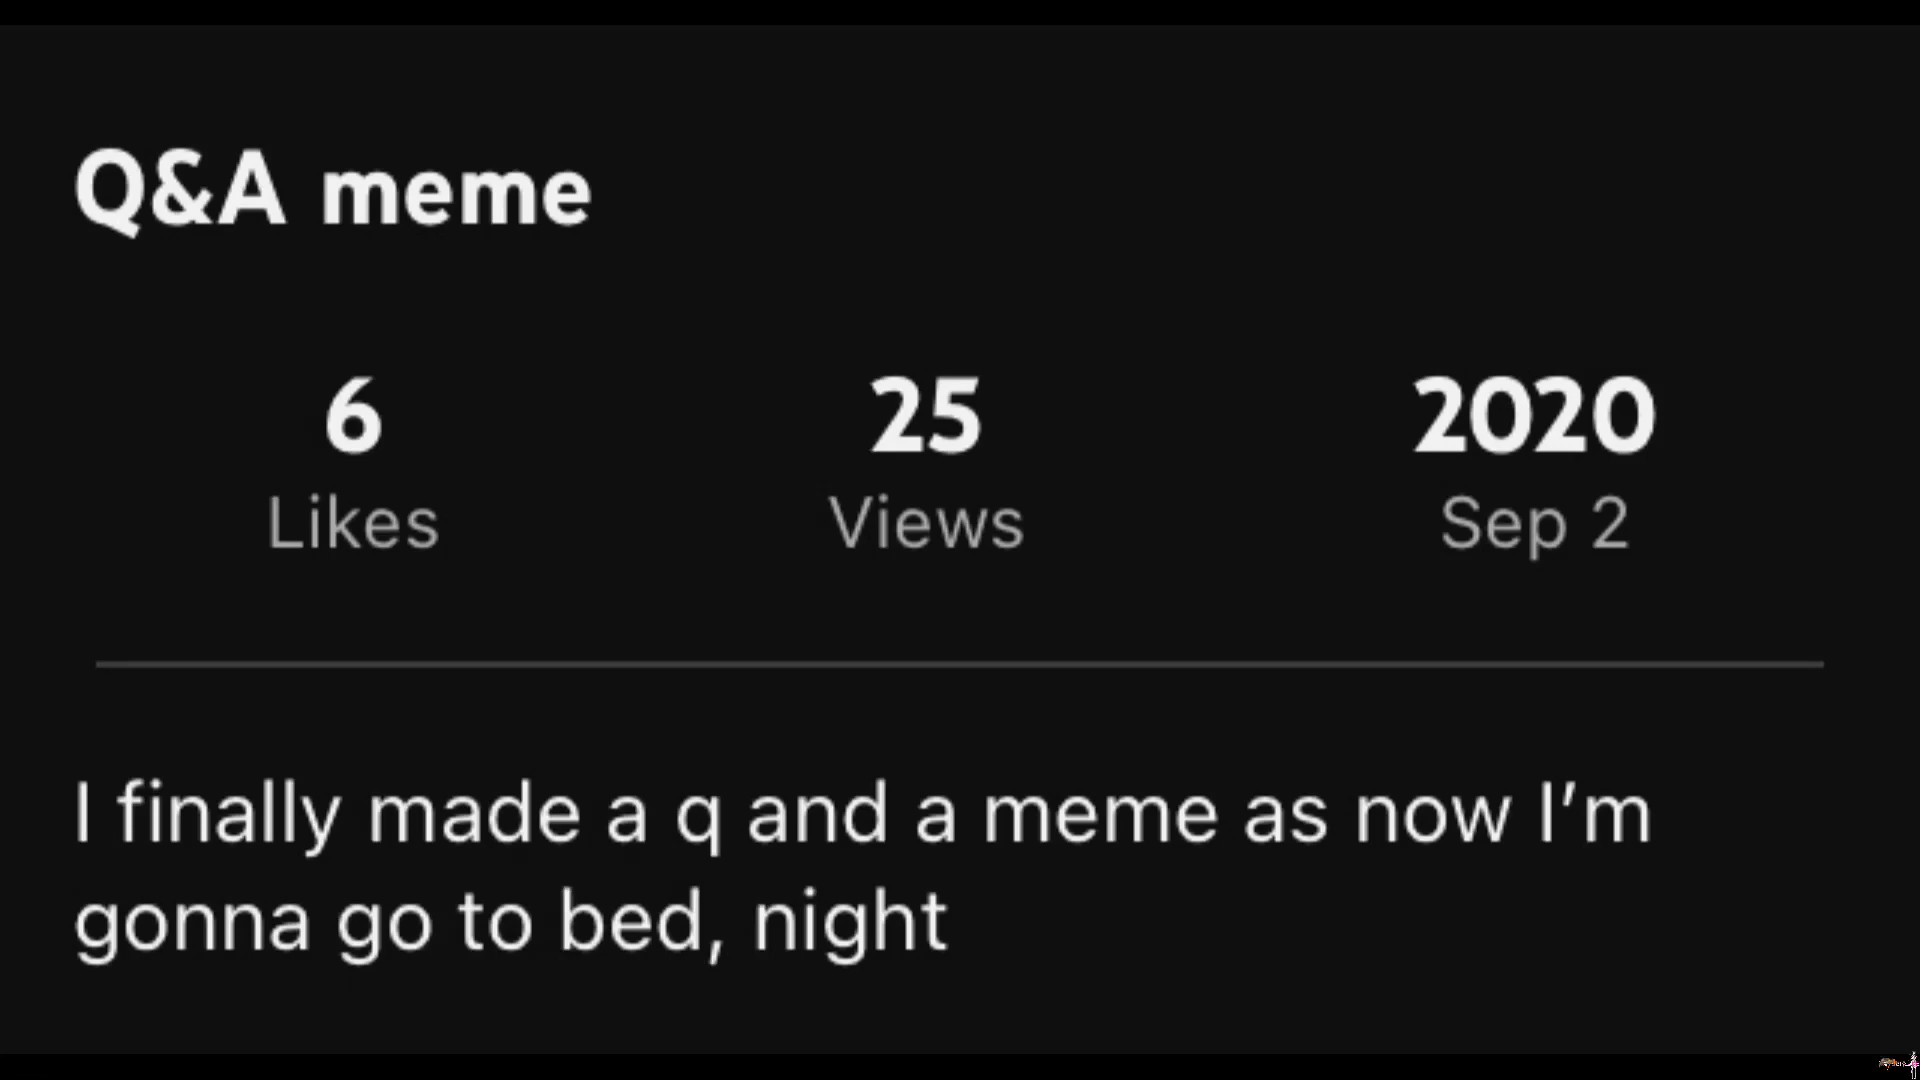 Q&A meme
6 25 2020
Likes Views Sep 2
I finally made a q and a meme as now I’m
gonna go to bed, night